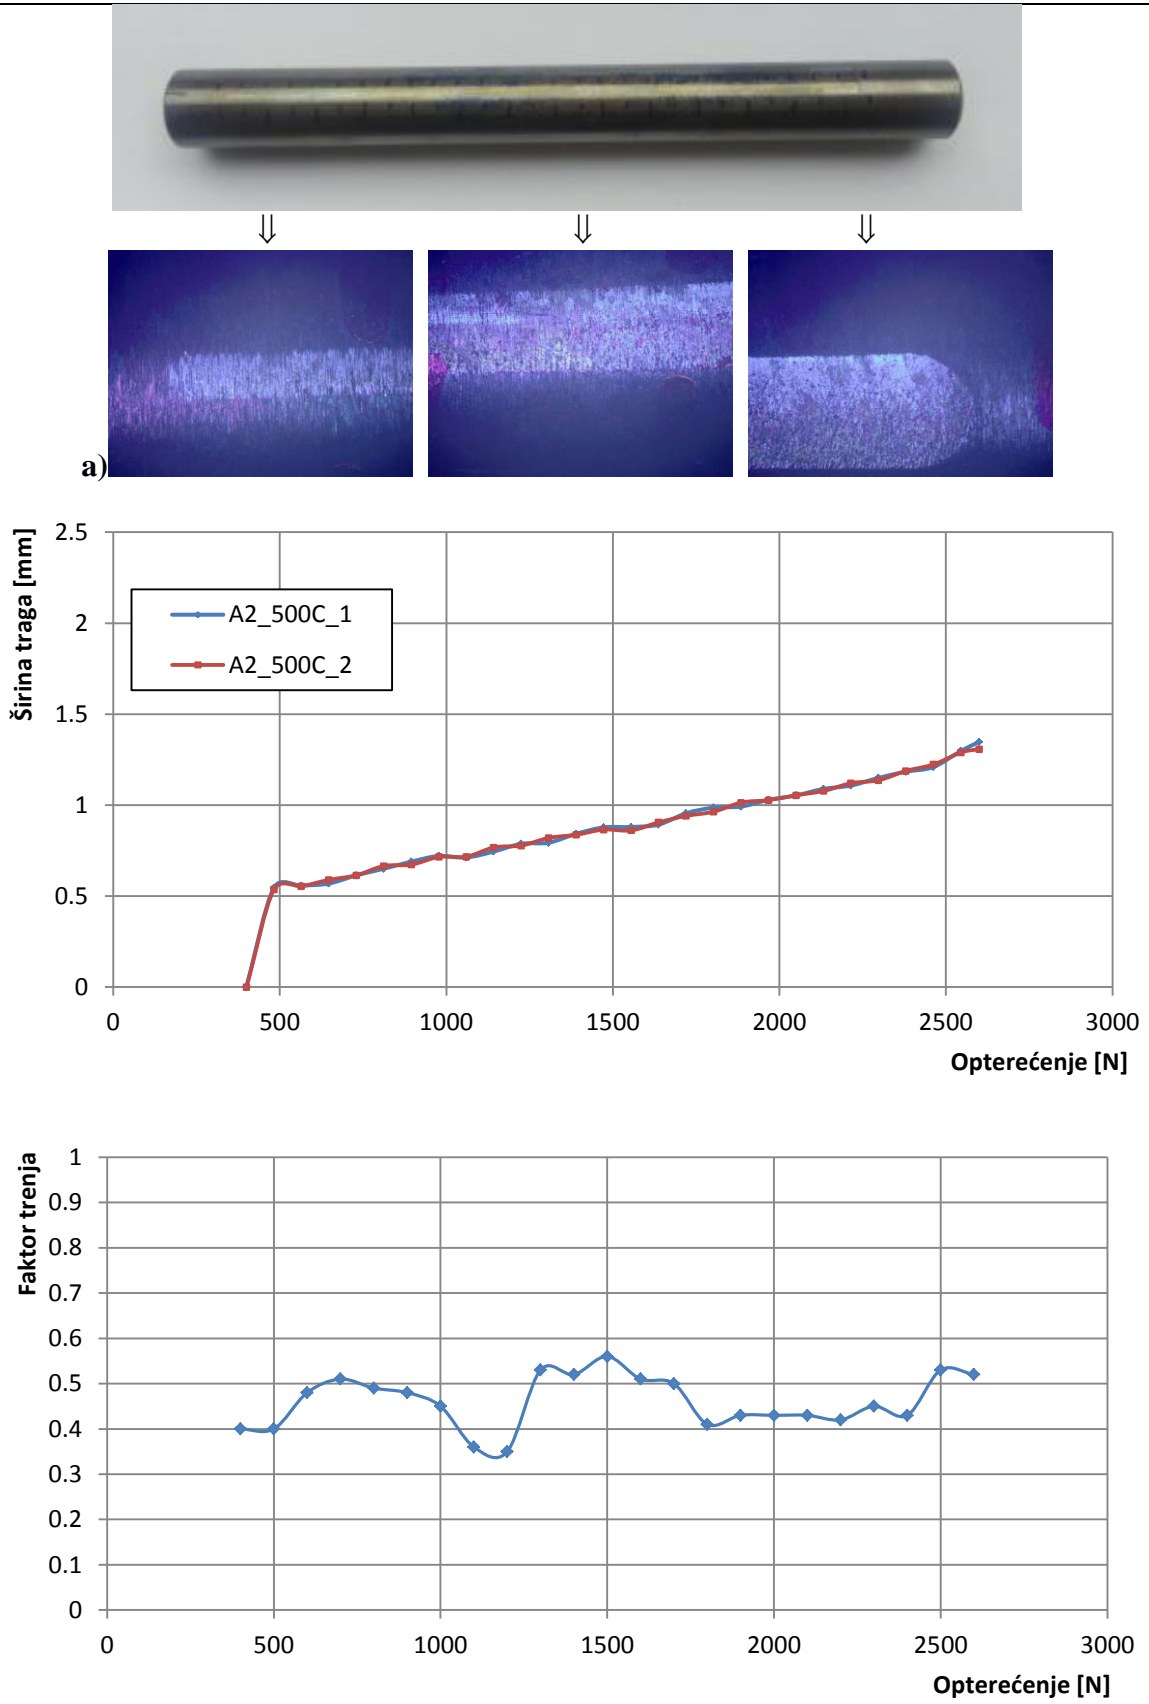 ⇓ ⇓ ⇓
a)
Širina traga [mm]
2.5
2
1.5
1
0.5
0
A2_500C_1
A2_500C_2
0 500 1000 1500 2000 2500 3000
Opterećenje [N]
Faktor trenja
1
0.9
0.8
0.7
0.6
0.5
0.4
0.3
0.2
0.1
0
0 500 1000 1500 2000 2500 3000
Opterećenje [N]